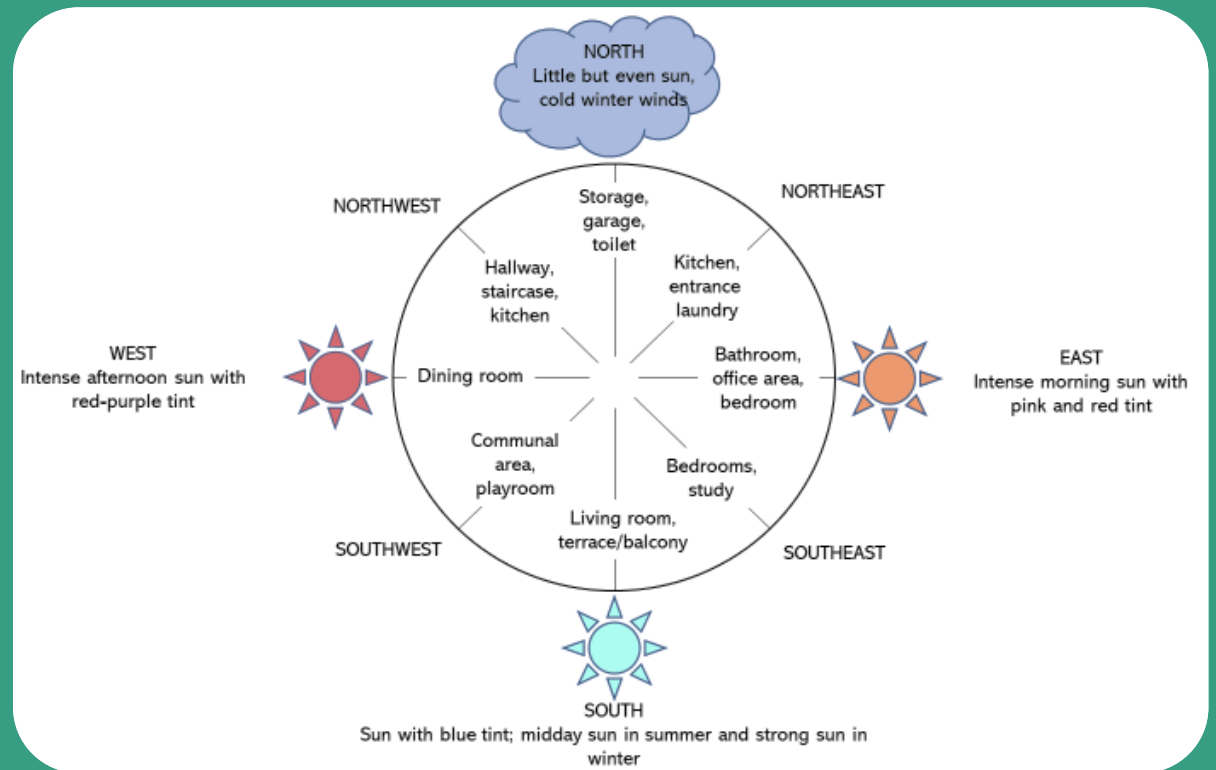 NORTH
Little but even sun,
cold winter winds
NORTHWEST
NORTHEAST
Storage,
garage,
toilet
Hallway,
staircase,
kitchen
Kitchen,
entrance
laundry
WEST
Intense afternoon sun with
red-purple tint
Dining room
Bathroom,
office area,
bedroom
EAST
Intense morning sun with
pink and red tint
Communal
area,
playroom
Bedrooms,
study
Living room,
terrace/balcony
SOUTHWEST
SOUTHEAST
SOUTH
Sun with blue tint; midday sun in summer and strong sun in
winter